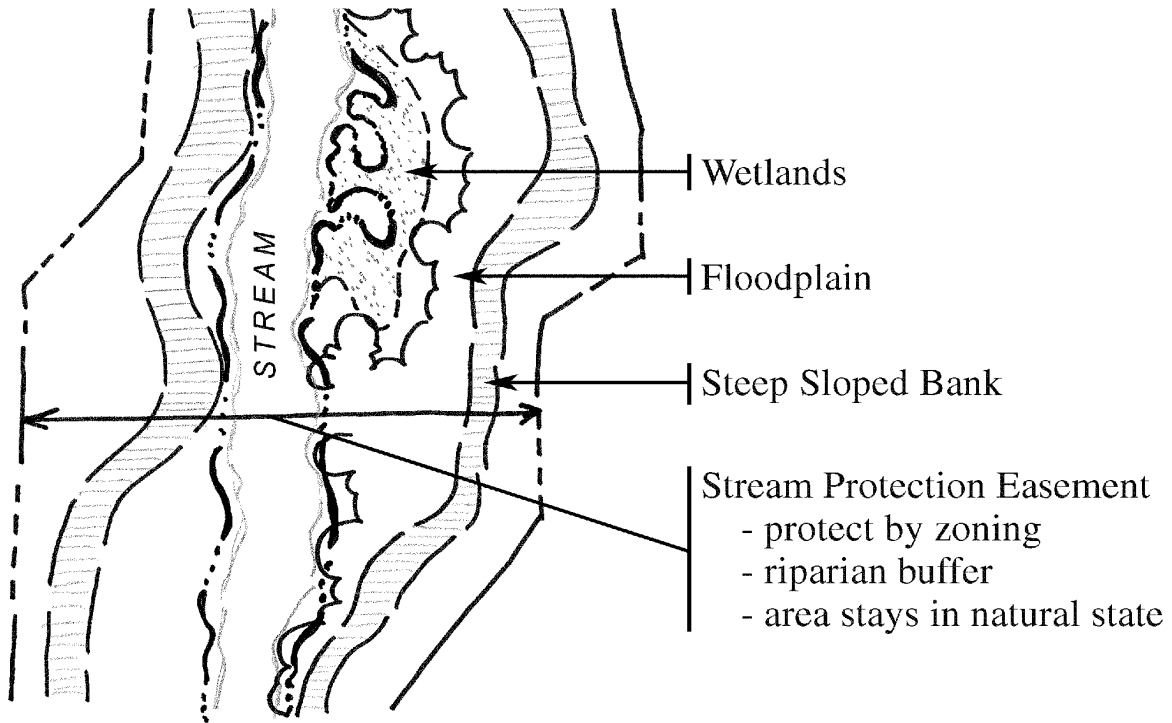 Wetlands
STREAM
Floodplain
Steep Sloped Bank
Stream Protection Easement
- protect by zoning
- riparian buffer
- area stays in natural state